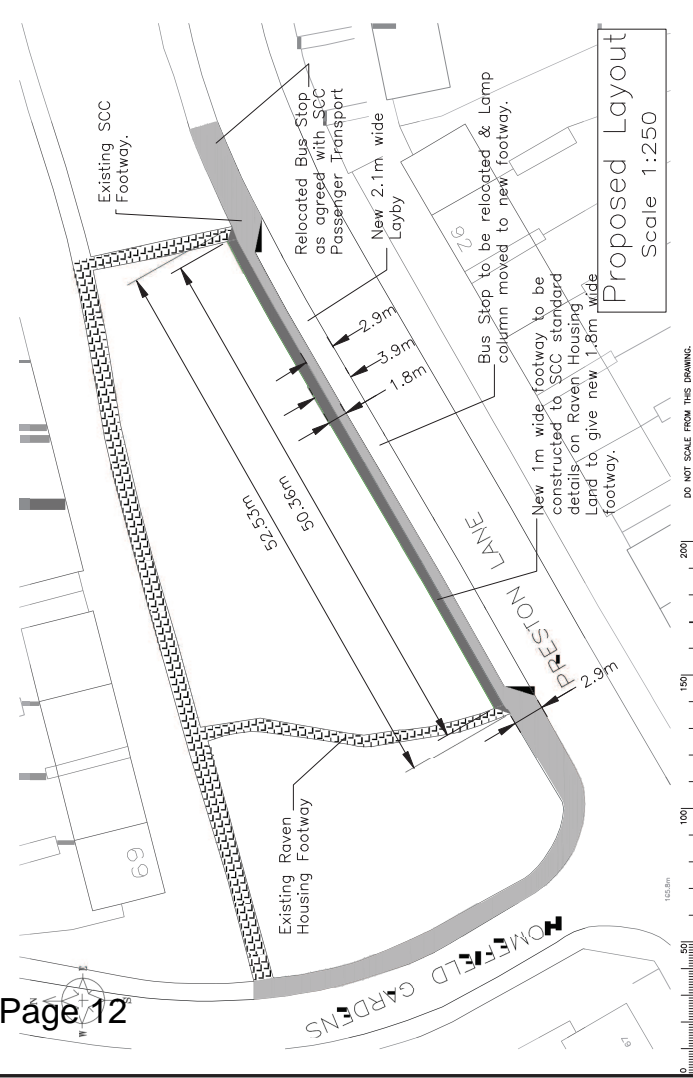 Existing SCC
Footway.
Relocated Bus Stop
as agreed with SCC
Passenger Transport
New 2.1m wide
Layby
Bus Stop to be relocated & Lamp
column moved to new footway.
New 1m wide footway to be
constructed to SCC standard
details on Raven Housing
Land to give new 1.8m wide
footway.
Proposed Layout
Scale 1:250
2.9m
3.9m
1.8m
52.53m
50.36m
92
PRESTON LANE
2.9m
Existing Raven
Housing Footway
69
HOMEFIELD GARDENS
67
165.8m
N
E
S
W
0
50
100
150
200
DO NOT SCALE FROM THIS DRAWING.
Page 12